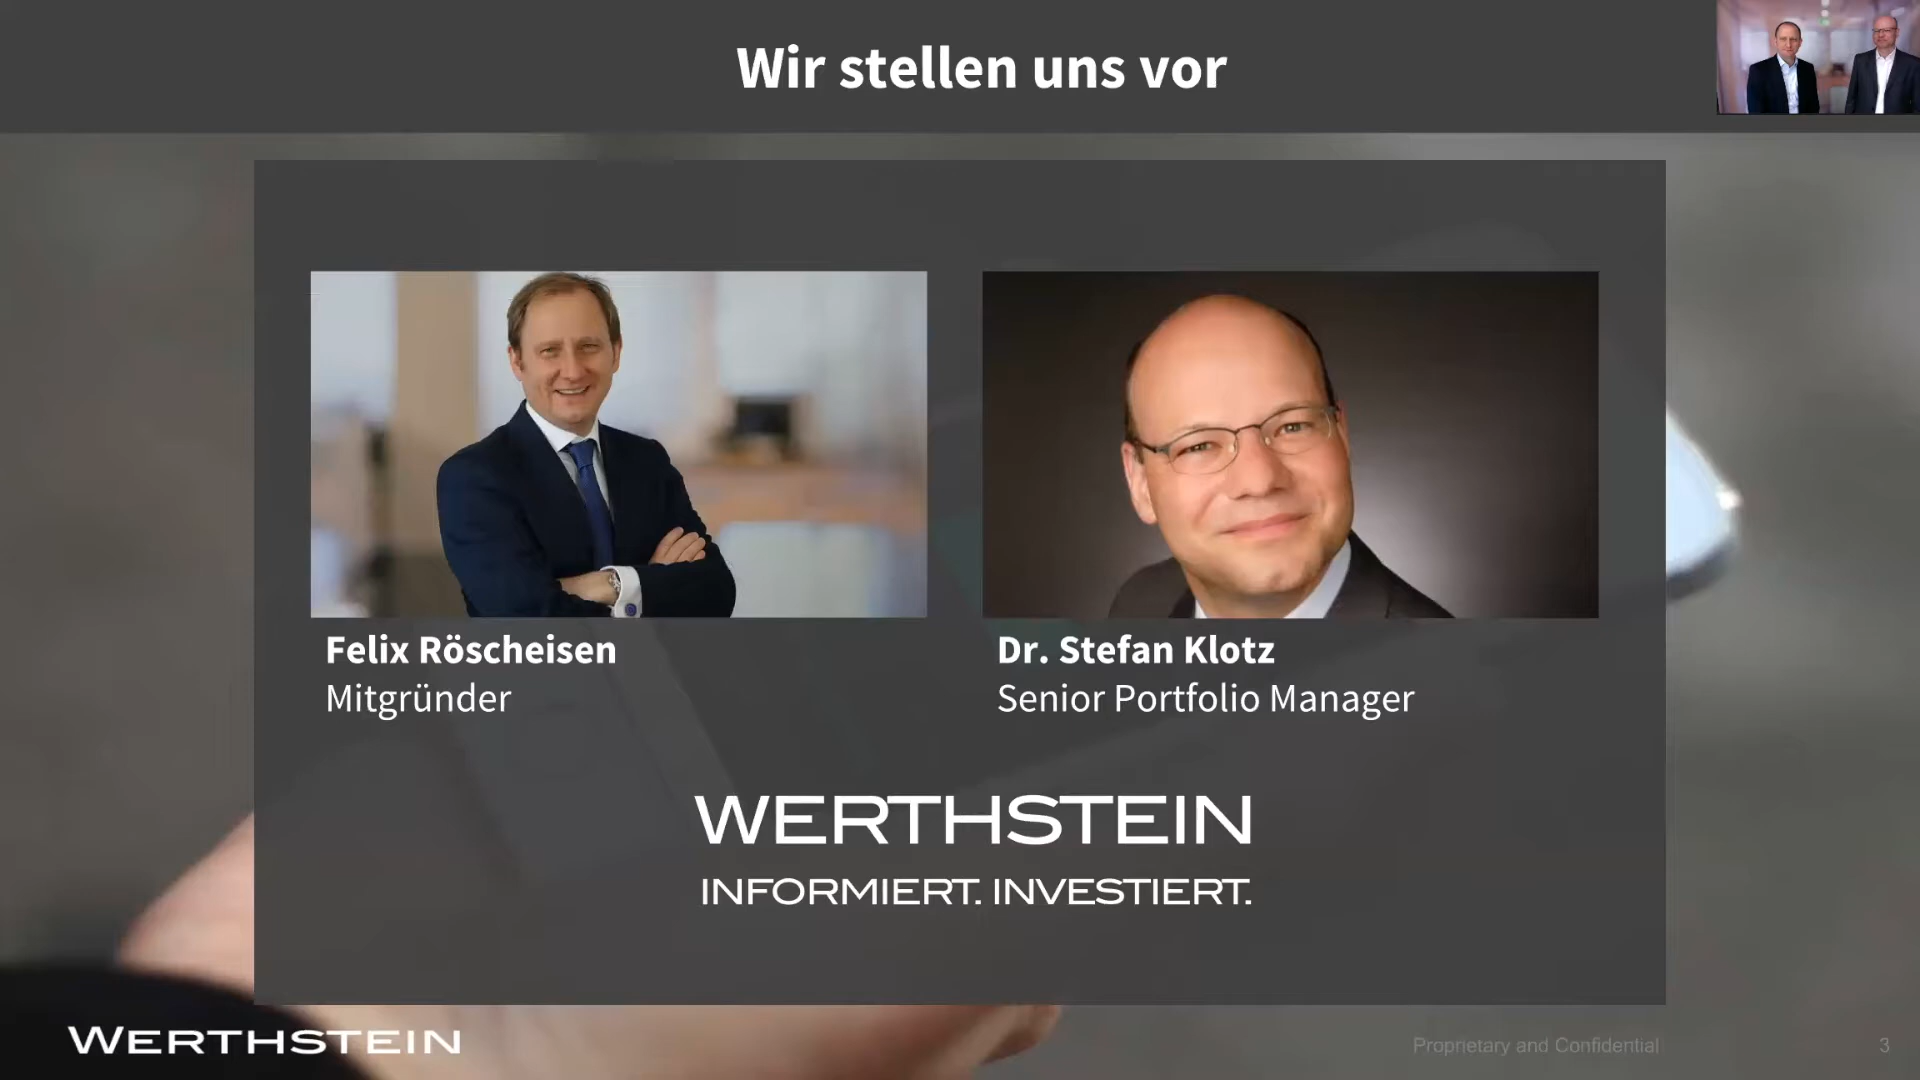 Wir stellen uns vor
Felix Röscheisen
Mitgründer
Dr. Stefan Klotz
Senior Portfolio Manager
WERTHSTEIN
INFORMIERT. INVESTIERT.
WERTHSTEIN
Proprietary and Confidential
3